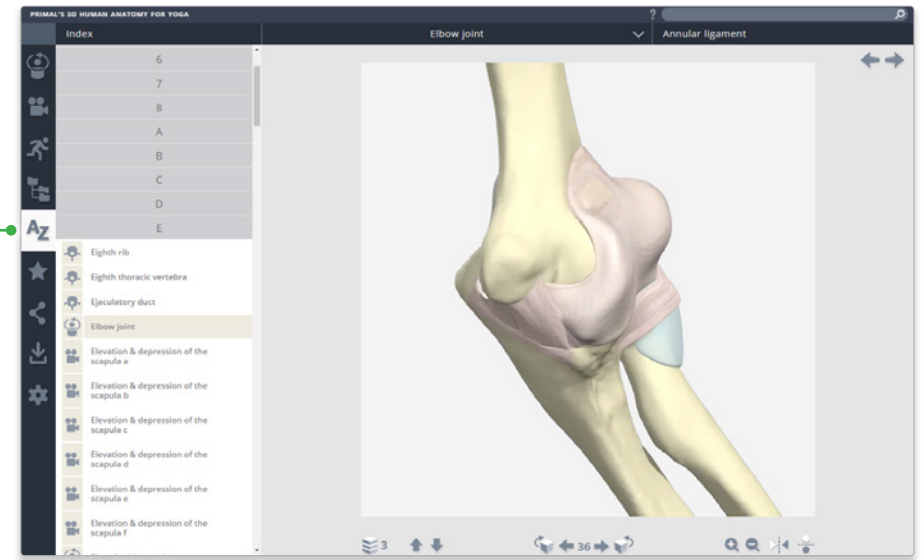 PRIMAL'S 3D HUMAN ANATOMY FOR YOGA
?
Index
Elbow joint
Annular ligament
6
7
8
A
B
C
D
E
AZ
Eighth rib
Eighth thoracic vertebra
Ejaculatory duct
Elbow joint
Elevation & depression of the
scapula a
Elevation & depression of the
scapula b
Elevation & depression of the
scapula c
Elevation & depression of the
scapula d
Elevation & depression of the
scapula e
Elevation & depression of the
scapula f
3
36